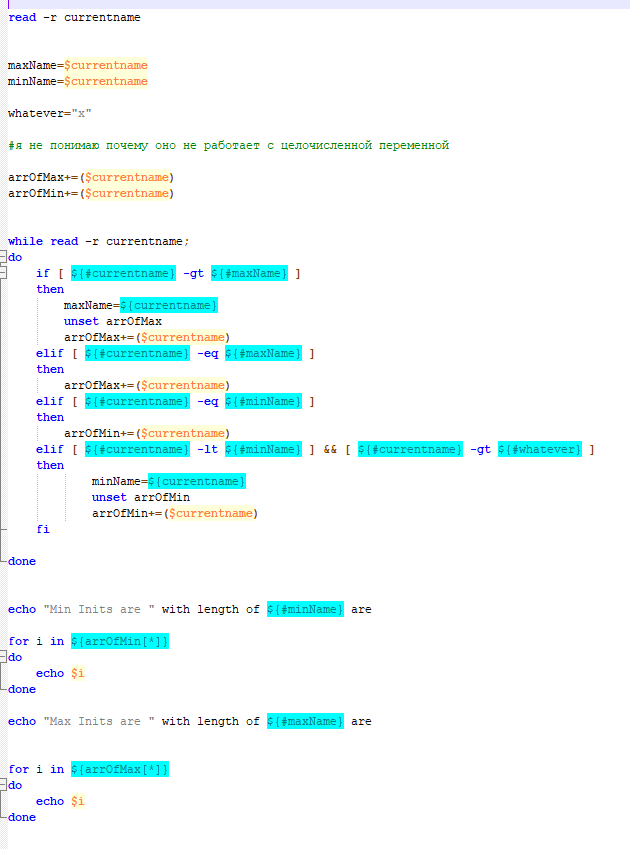 read -r currentname
maxName=$currentname
minName=$currentname
whatever="x"
#я не понимаю почему оно не работает с целочисленной переменной
arrOfMax+=($currentname)
arrOfMin+=($currentname)
while read -r currentname;
do
if [ ${#currentname} -gt ${#maxName} ]
then
maxName=${currentname}
unset arrOfMax
arrOfMax+=($currentname)
elif [ ${#currentname} -eq ${#maxName} ]
then
arrOfMax+=($currentname)
elif [ ${#currentname} -eq ${#minName} ]
then
arrOfMin+=($currentname)
elif [ ${#currentname} -lt ${#minName} ] && [ ${#currentname} -gt ${#whatever} ]
then
minName=${currentname}
unset arrOfMin
arrOfMin+=($currentname)
fi
done
echo "Min Inits are " with length of ${#minName} are
for i in ${arrOfMin[*]}
do
echo $i
done
echo "Max Inits are " with length of ${#maxName} are
for i in ${arrOfMax[*]}
do
echo $i
done